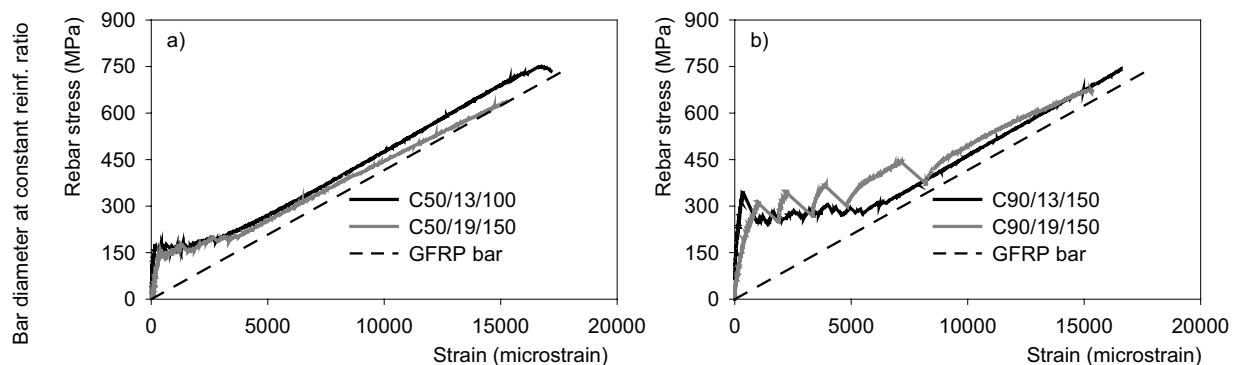 Bar diameter at constant reinf. ratio
Rebar stress (MPa)
900
750
600
450
300
150
0
a)
C50/13/100
C50/19/150
GFRP bar
0 5000 10000 15000 20000
Strain (microstrain)
Rebar stress (MPa)
900
750
600
450
300
150
0
b)
C90/13/150
C90/19/150
GFRP bar
0 5000 10000 15000 20000
Strain (microstrain)